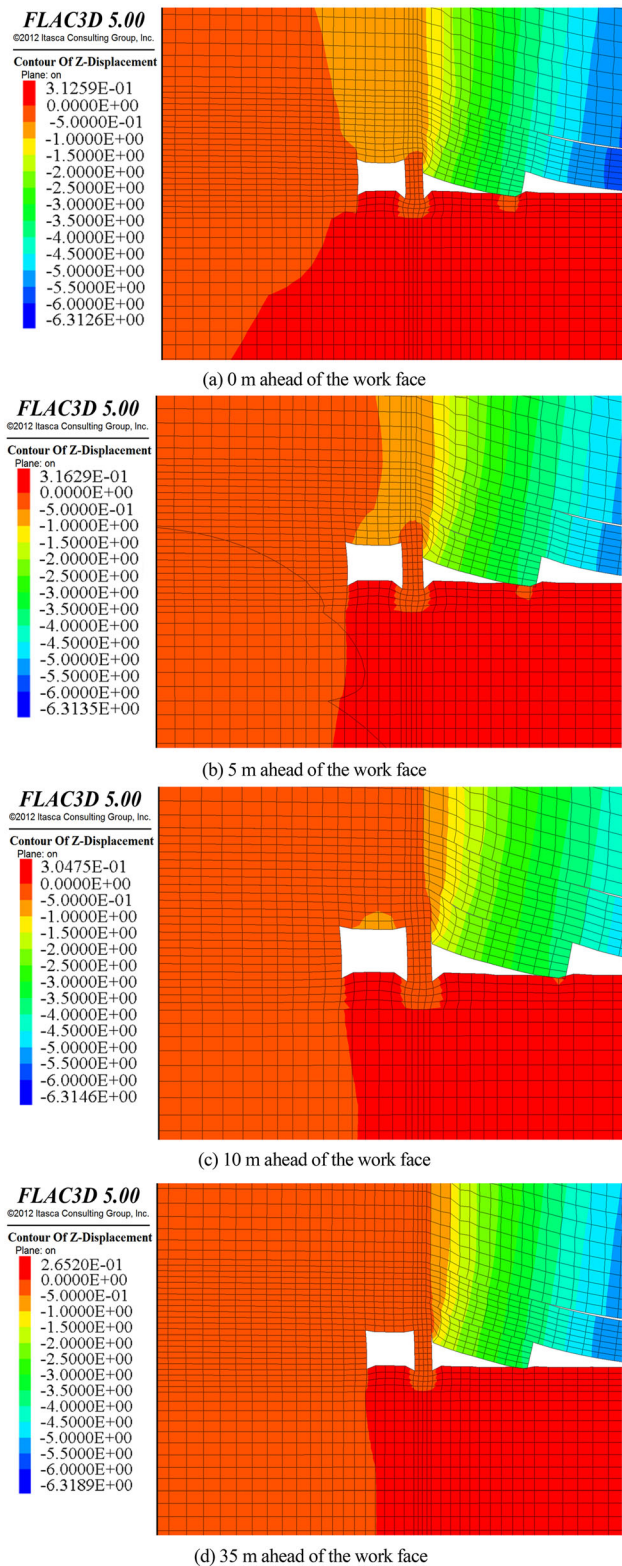 FLAC3D 5.00
©2012 Itasca Consulting Group, Inc.
Contour Of Z-Displacement
Plane: on
3.1259E-01
0.0000E+00
-5.0000E-01
-1.0000E+00
-1.5000E+00
-2.0000E+00
-2.5000E+00
-3.0000E+00
-3.5000E+00
-4.0000E+00
-4.5000E+00
-5.0000E+00
-5.5000E+00
-6.0000E+00
-6.3126E+00
(a) 0 m ahead of the work face
FLAC3D 5.00
©2012 Itasca Consulting Group, Inc.
Contour Of Z-Displacement
Plane: on
3.1629E-01
0.0000E+00
-5.0000E-01
-1.0000E+00
-1.5000E+00
-2.0000E+00
-2.5000E+00
-3.0000E+00
-3.5000E+00
-4.0000E+00
-4.5000E+00
-5.0000E+00
-5.5000E+00
-6.0000E+00
-6.3135E+00
(b) 5 m ahead of the work face
FLAC3D 5.00
©2012 Itasca Consulting Group, Inc.
Contour Of Z-Displacement
Plane: on
3.0475E-01
0.0000E+00
-5.0000E-01
-1.0000E+00
-1.5000E+00
-2.0000E+00
-2.5000E+00
-3.0000E+00
-3.5000E+00
-4.0000E+00
-4.5000E+00
-5.0000E+00
-5.5000E+00
-6.0000E+00
-6.3146E+00
(c) 10 m ahead of the work face
FLAC3D 5.00
©2012 Itasca Consulting Group, Inc.
Contour Of Z-Displacement
Plane: on
2.6520E-01
0.0000E+00
-5.0000E-01
-1.0000E+00
-1.5000E+00
-2.0000E+00
-2.5000E+00
-3.0000E+00
-3.5000E+00
-4.0000E+00
-4.5000E+00
-5.0000E+00
-5.5000E+00
-6.0000E+00
-6.3189E+00
(d) 35 m ahead of the work face